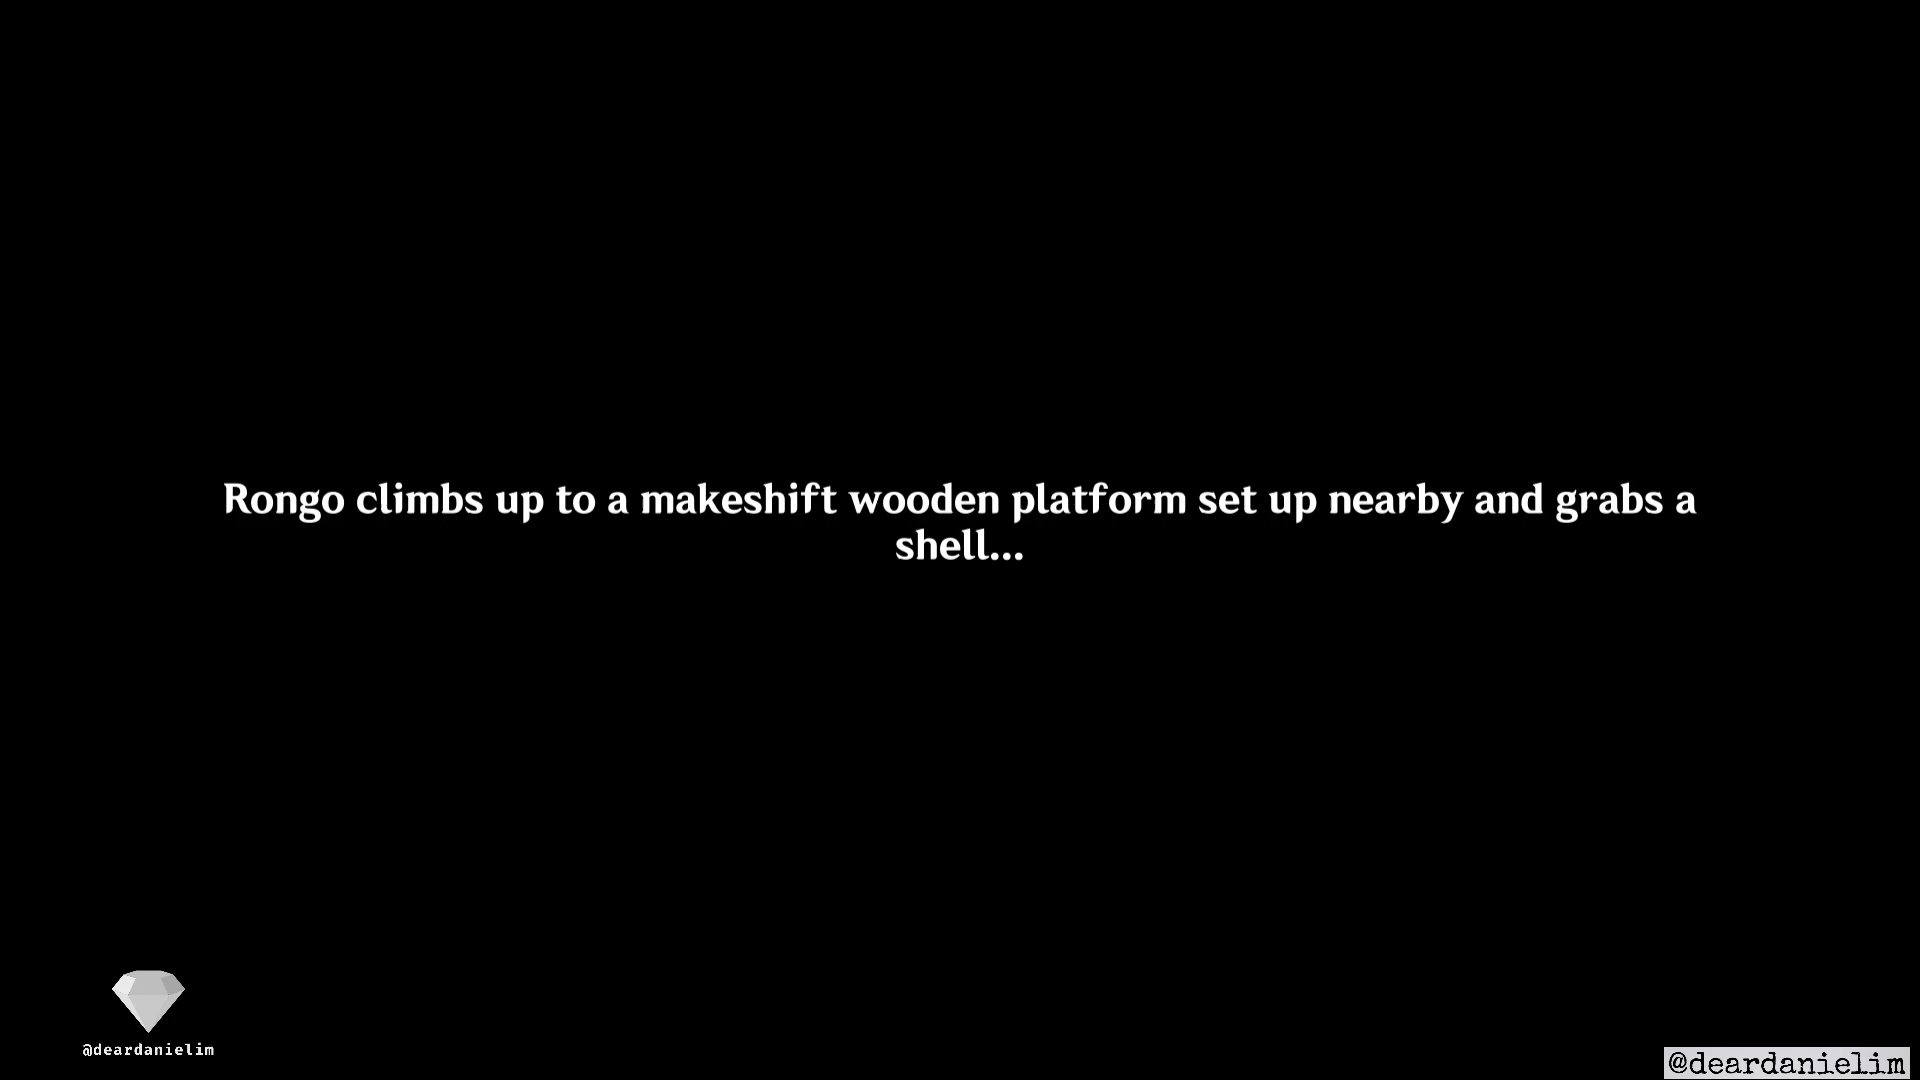 Rongo climbs up to a makeshift wooden platform set up nearby and grabs a
shell...
@deardanielim
@deardanielim